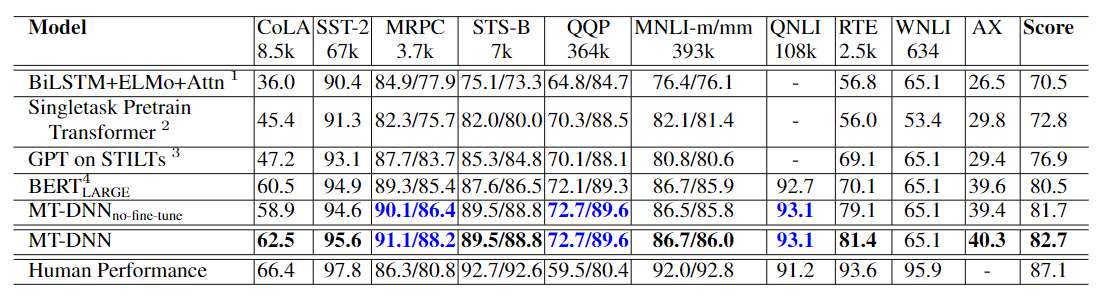 Model CoLA SST-2 MRPC STS-B QQP MNLI-m/mm QNLI RTE WNLI AX Score
8.5k 67k 3.7k 7k 364k 393k 108k 2.5k 634
BiLSTM+ELMo+Attn 1 36.0 90.4 84.9/77.9 75.1/73.3 64.8/84.7 76.4/76.1 - 56.8 65.1 26.5 70.5
Singletask Pretrain
Transformer 2 45.4 91.3 82.3/75.7 82.0/80.0 70.3/88.5 82.1/81.4 - 56.0 53.4 29.8 72.8
GPT on STILTs 3 47.2 93.1 87.7/83.7 85.3/84.8 70.1/88.1 80.8/80.6 - 69.1 65.1 29.4 76.9
BERT4LARGE 60.5 94.9 89.3/85.4 87.6/86.5 72.1/89.3 86.7/85.9 92.7 70.1 65.1 39.6 80.5
MT-DNNno-fine-tune 58.9 94.6 90.1/86.4 89.5/88.8 72.7/89.6 86.5/85.8 93.1 79.1 65.1 39.4 81.7
MT-DNN 62.5 95.6 91.1/88.2 89.5/88.8 72.7/89.6 86.7/86.0 93.1 81.4 65.1 40.3 82.7
Human Performance 66.4 97.8 86.3/80.8 92.7/92.6 59.5/80.4 92.0/92.8 91.2 93.6 95.9 - 87.1